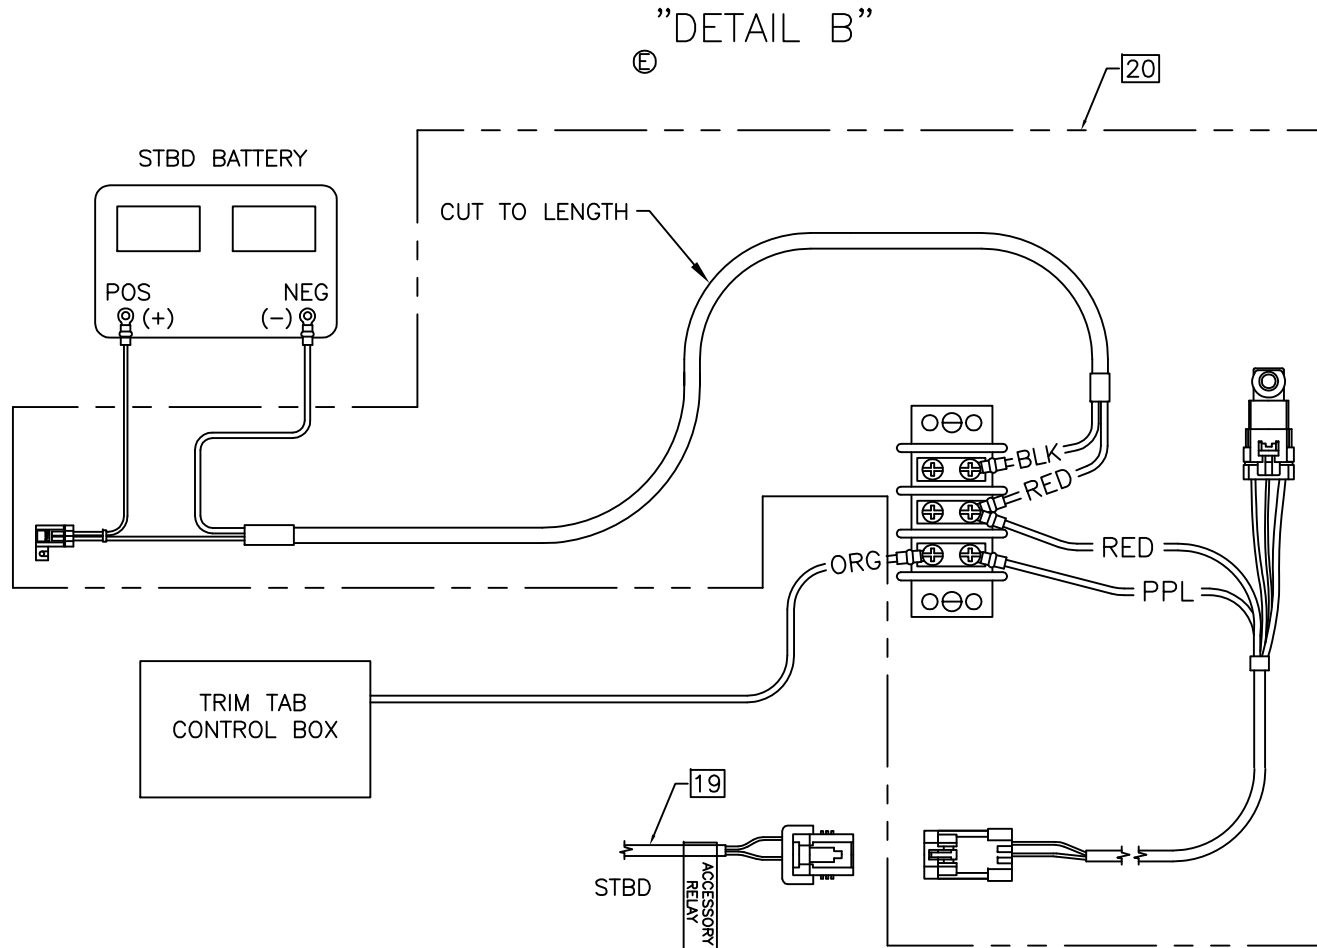 "DETAIL B"
E
20
STBD BATTERY
CUT TO LENGTH
POS
NEG
(+)
(-)
BLK
RED
RED
ORG
PPL
TRIM TAB
CONTROL BOX
19
STBD
ACCESSORY
RELAY